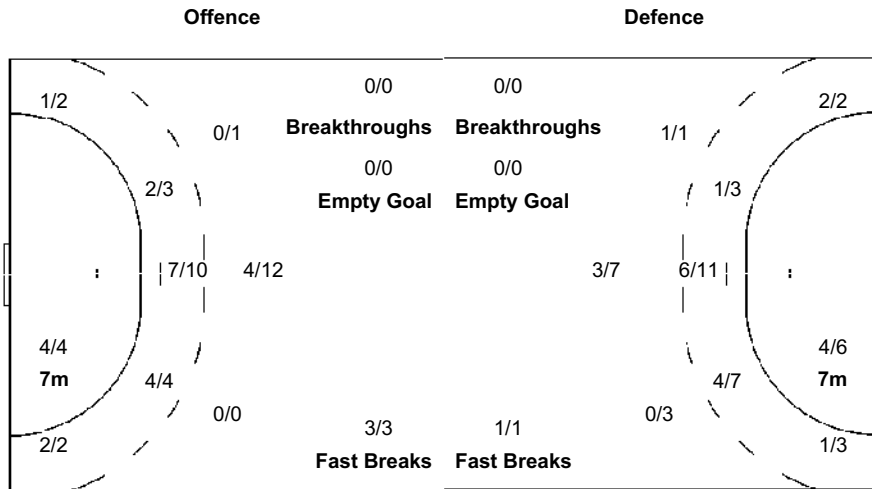 Offence Defence
0/0 0/0
1/2 2/2
0/1 Breakthroughs Breakthroughs 1/1
0/0 0/0
2/3 1/3
Empty Goal Empty Goal
7/10 4/12 3/7 6/11
4/4 4/6
7m 4/4 4/7 7m
0/0 0/3
3/3 1/1
2/2 1/3
Fast Breaks Fast Breaks